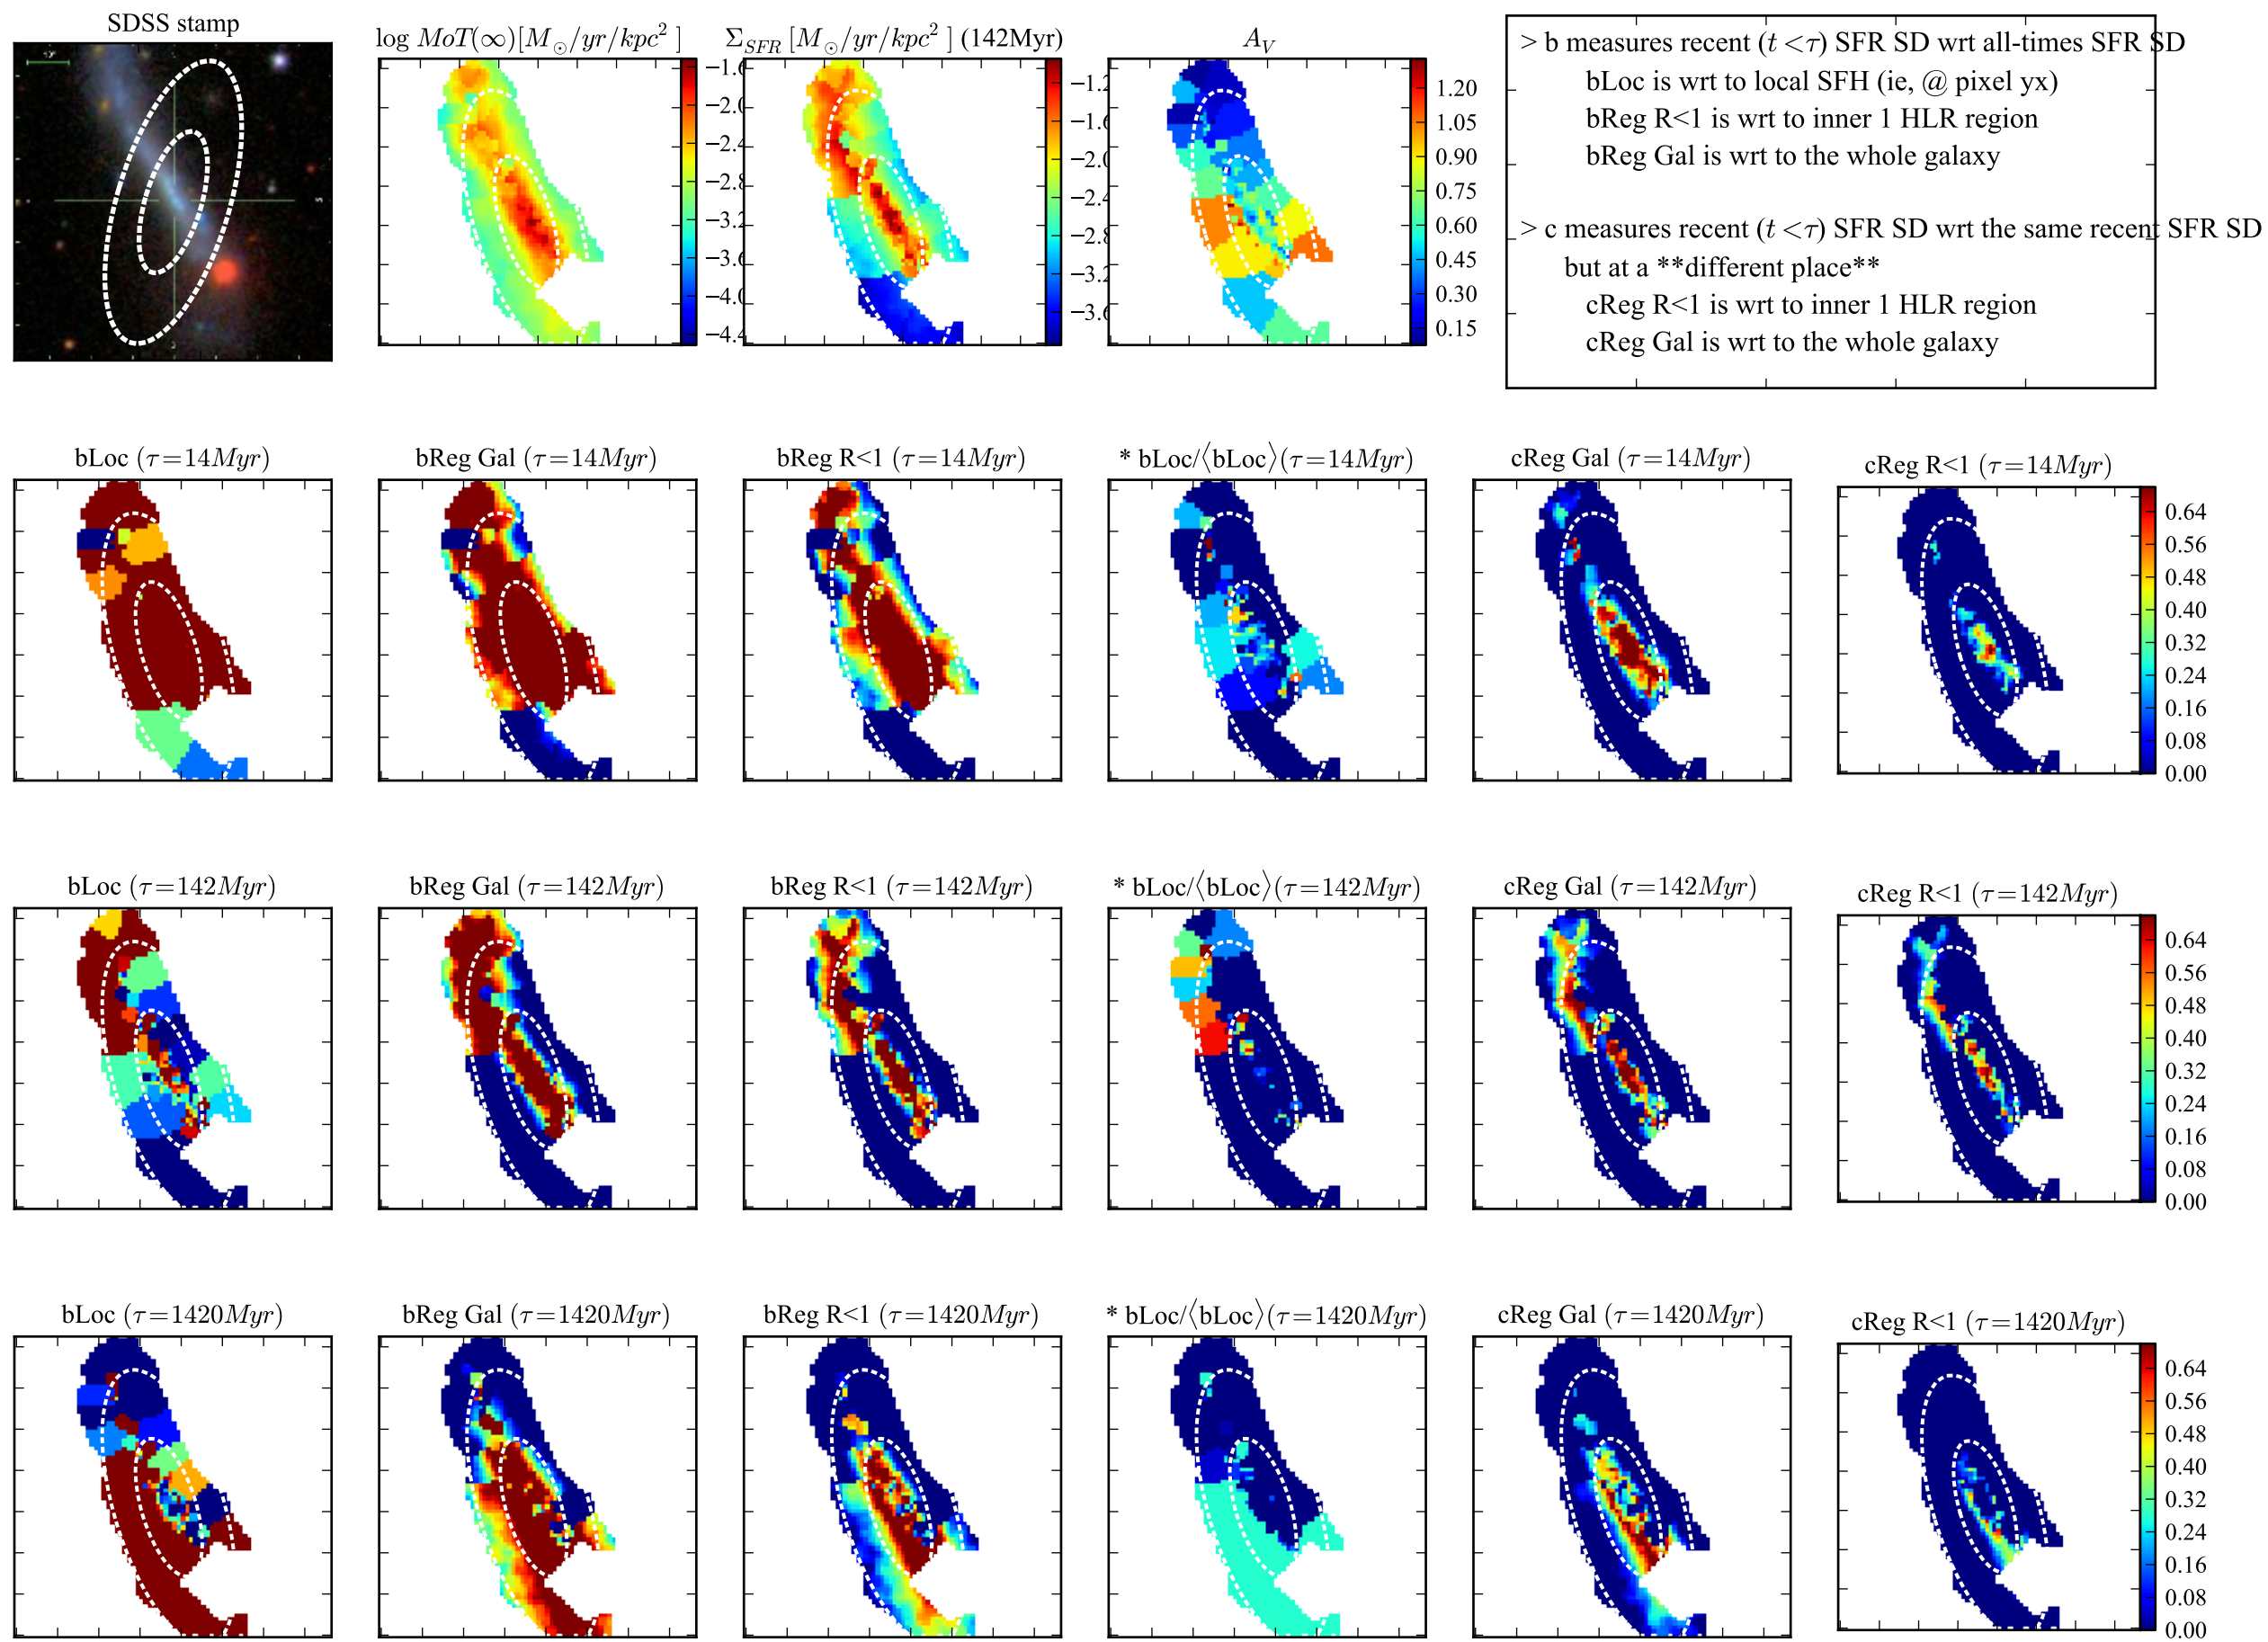 SDSS stamp
log MoT(∞)[M⊙/yr/kpc²]
Σ_SFR [M⊙/yr/kpc²] (142Myr)
A_V
−1.6
−2.0
−2.4
−2.8
−3.2
−3.6
−4.0
−4.4
−1.2
−1.6
−2.0
−2.4
−2.8
−3.2
−3.6
1.20
1.05
0.90
0.75
0.60
0.45
0.30
0.15
> b measures recent (t <τ) SFR SD wrt all-times SFR SD
bLoc is wrt to local SFH (ie, @ pixel yx)
bReg R<1 is wrt to inner 1 HLR region
bReg Gal is wrt to the whole galaxy
> c measures recent (t <τ) SFR SD wrt the same recent SFR SD
but at a **different place**
cReg R<1 is wrt to inner 1 HLR region
cReg Gal is wrt to the whole galaxy
bLoc (τ=14Myr)
bReg Gal (τ=14Myr)
bReg R<1 (τ=14Myr)
* bLoc/⟨bLoc⟩(τ=14Myr)
cReg Gal (τ=14Myr)
cReg R<1 (τ=14Myr)
0.64
0.56
0.48
0.40
0.32
0.24
0.16
0.08
0.00
bLoc (τ=142Myr)
bReg Gal (τ=142Myr)
bReg R<1 (τ=142Myr)
* bLoc/⟨bLoc⟩(τ=142Myr)
cReg Gal (τ=142Myr)
cReg R<1 (τ=142Myr)
0.64
0.56
0.48
0.40
0.32
0.24
0.16
0.08
0.00
bLoc (τ=1420Myr)
bReg Gal (τ=1420Myr)
bReg R<1 (τ=1420Myr)
* bLoc/⟨bLoc⟩(τ=1420Myr)
cReg Gal (τ=1420Myr)
cReg R<1 (τ=1420Myr)
0.64
0.56
0.48
0.40
0.32
0.24
0.16
0.08
0.00